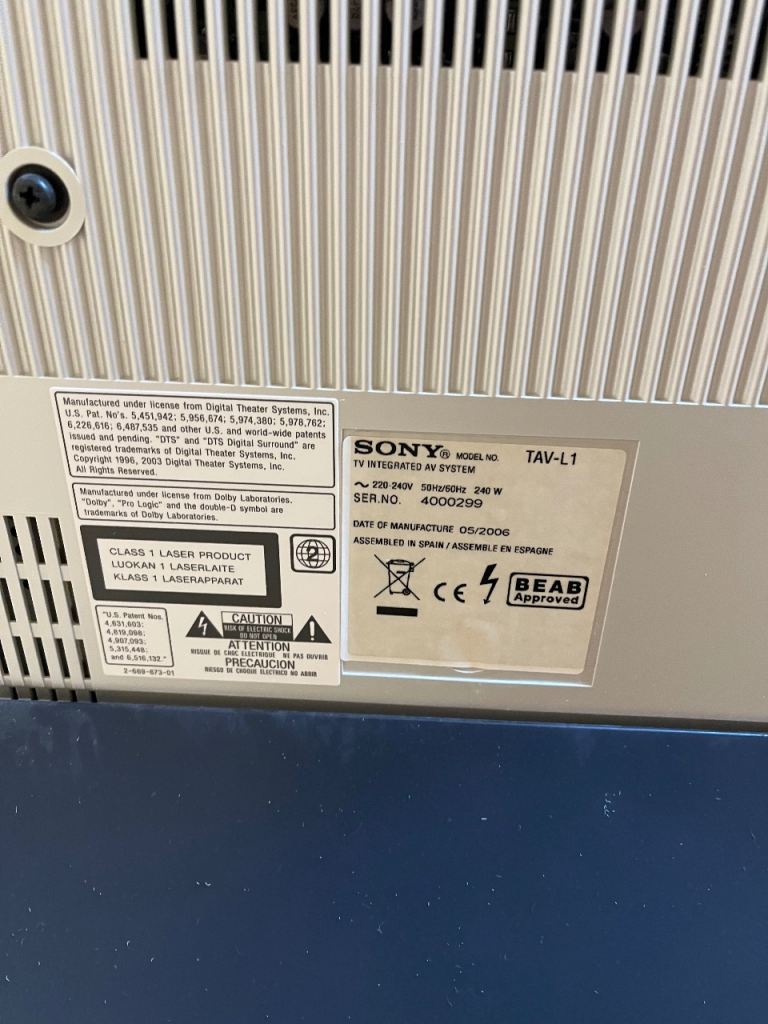 Manufactured under license from Digital Theater Systems, Inc.
U.S. Pat. No's. 5,451,942; 5,956,674; 5,974,380; 5,978,762;
6,226,616; 6,487,535 and other U.S. and world-wide patents
issued and pending. "DTS" and "DTS Digital Surround" are
registered trademarks of Digital Theater Systems, Inc.
Copyright 1996, 2003 Digital Theater Systems, Inc.
All Rights Reserved.
Manufactured under license from Dolby Laboratories.
"Dolby", "Pro Logic" and the double-D symbol are
trademarks of Dolby Laboratories.
CLASS 1 LASER PRODUCT
LUOKAN 1 LASERLAITE
KLASS 1 LASERAPPARAT
2
"U.S. Patent Nos.
4,631,603;
4,819,098;
4,907,093;
5,315,448;
and 6,516,132."
2-669-673-01
CAUTION
RISK OF ELECTRIC SHOCK
DO NOT OPEN
ATTENTION
RISQUE DE CHOC ELECTRIQUE NE PAS OUVRIR
PRECAUCION
RIESGO DE CHOQUE ELECTRICO NO ABRIR
SONY® MODEL NO. TAV-L1
TV INTEGRATED AV SYSTEM
~ 220-240V 50Hz/60Hz 240 W
SER.NO. 4000299
DATE OF MANUFACTURE 05/2006
ASSEMBLED IN SPAIN / ASSEMBLE EN ESPAGNE
CE
BEAB
Approved